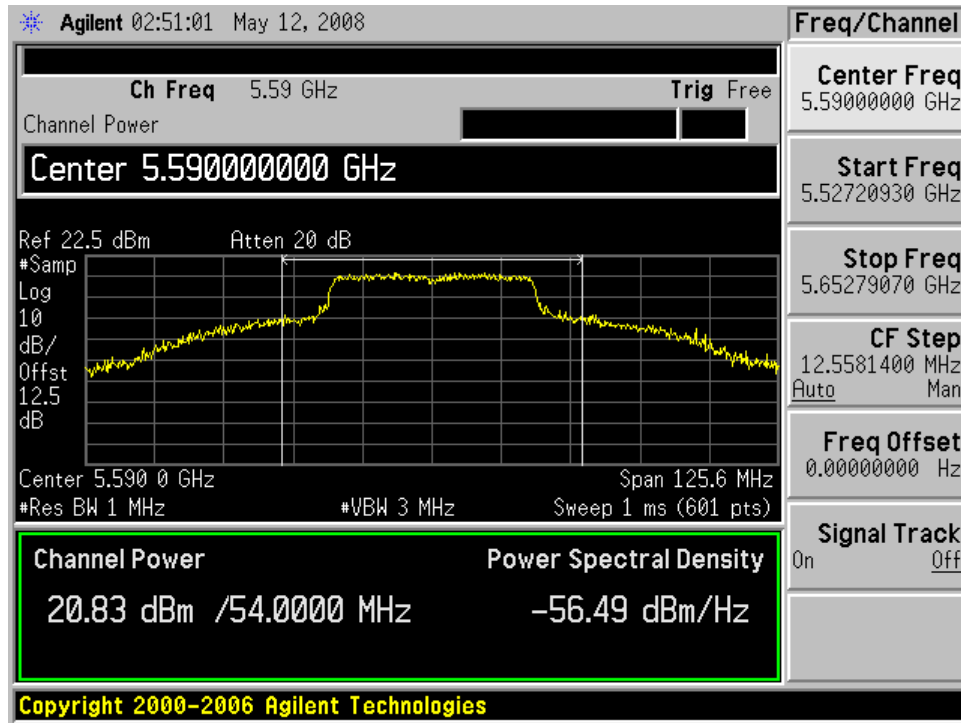 Agilent 02:51:01 May 12, 2008
Freq/Channel
Ch Freq 5.59 GHz
Trig Free
Channel Power
Center 5.590000000 GHz
Ref 22.5 dBm Atten 20 dB
#Samp
Log
10
dB/
Offst
12.5
dB
Center 5.590 0 GHz Span 125.6 MHz
#Res BW 1 MHz #VBW 3 MHz Sweep 1 ms (601 pts)
Channel Power Power Spectral Density
20.83 dBm /54.0000 MHz -56.49 dBm/Hz
Center Freq
5.59000000 GHz
Start Freq
5.52720930 GHz
Stop Freq
5.65279070 GHz
CF Step
12.5581400 MHz
Auto Man
Freq Offset
0.00000000 Hz
Signal Track
On Off
Copyright 2000-2006 Agilent Technologies